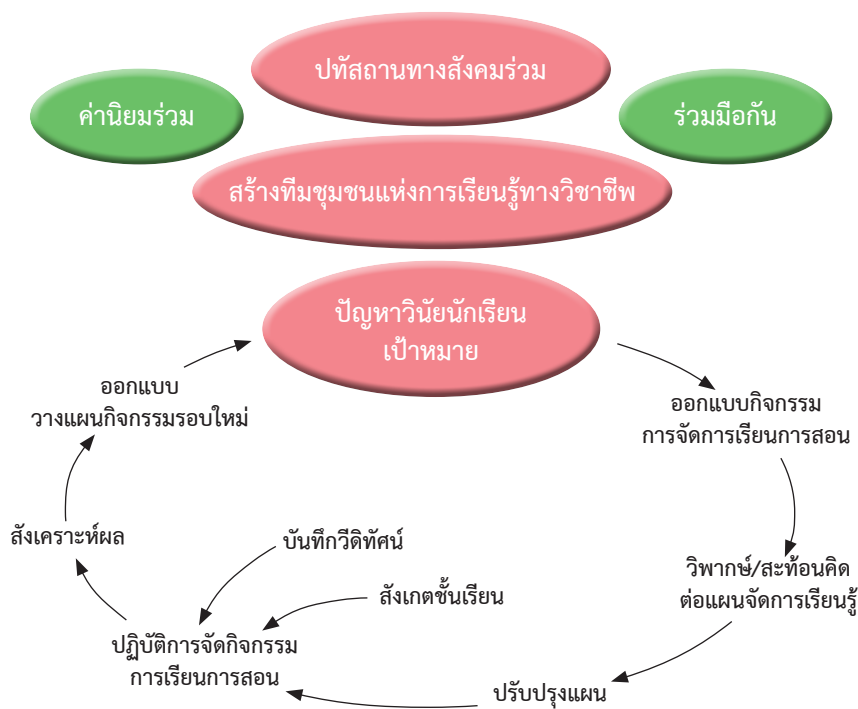 ปทัสถานทางสังคมร่วม
ค่านิยมร่วม
ร่วมมือกัน
สร้างทีมชุมชนแห่งการเรียนรู้ทางวิชาชีพ
ปัญหาวินัยนักเรียน
เป้าหมาย
ออกแบบกิจกรรม
การจัดการเรียนการสอน
วิพากษ์/สะท้อนคิด
ต่อแผนจัดการเรียนรู้
ปรับปรุงแผน
ปฏิบัติการจัดกิจกรรม
การเรียนการสอน
บันทึกวีดิทัศน์
สังเกตชั้นเรียน
สังเคราะห์ผล
ออกแบบ
วางแผนกิจกรรมรอบใหม่